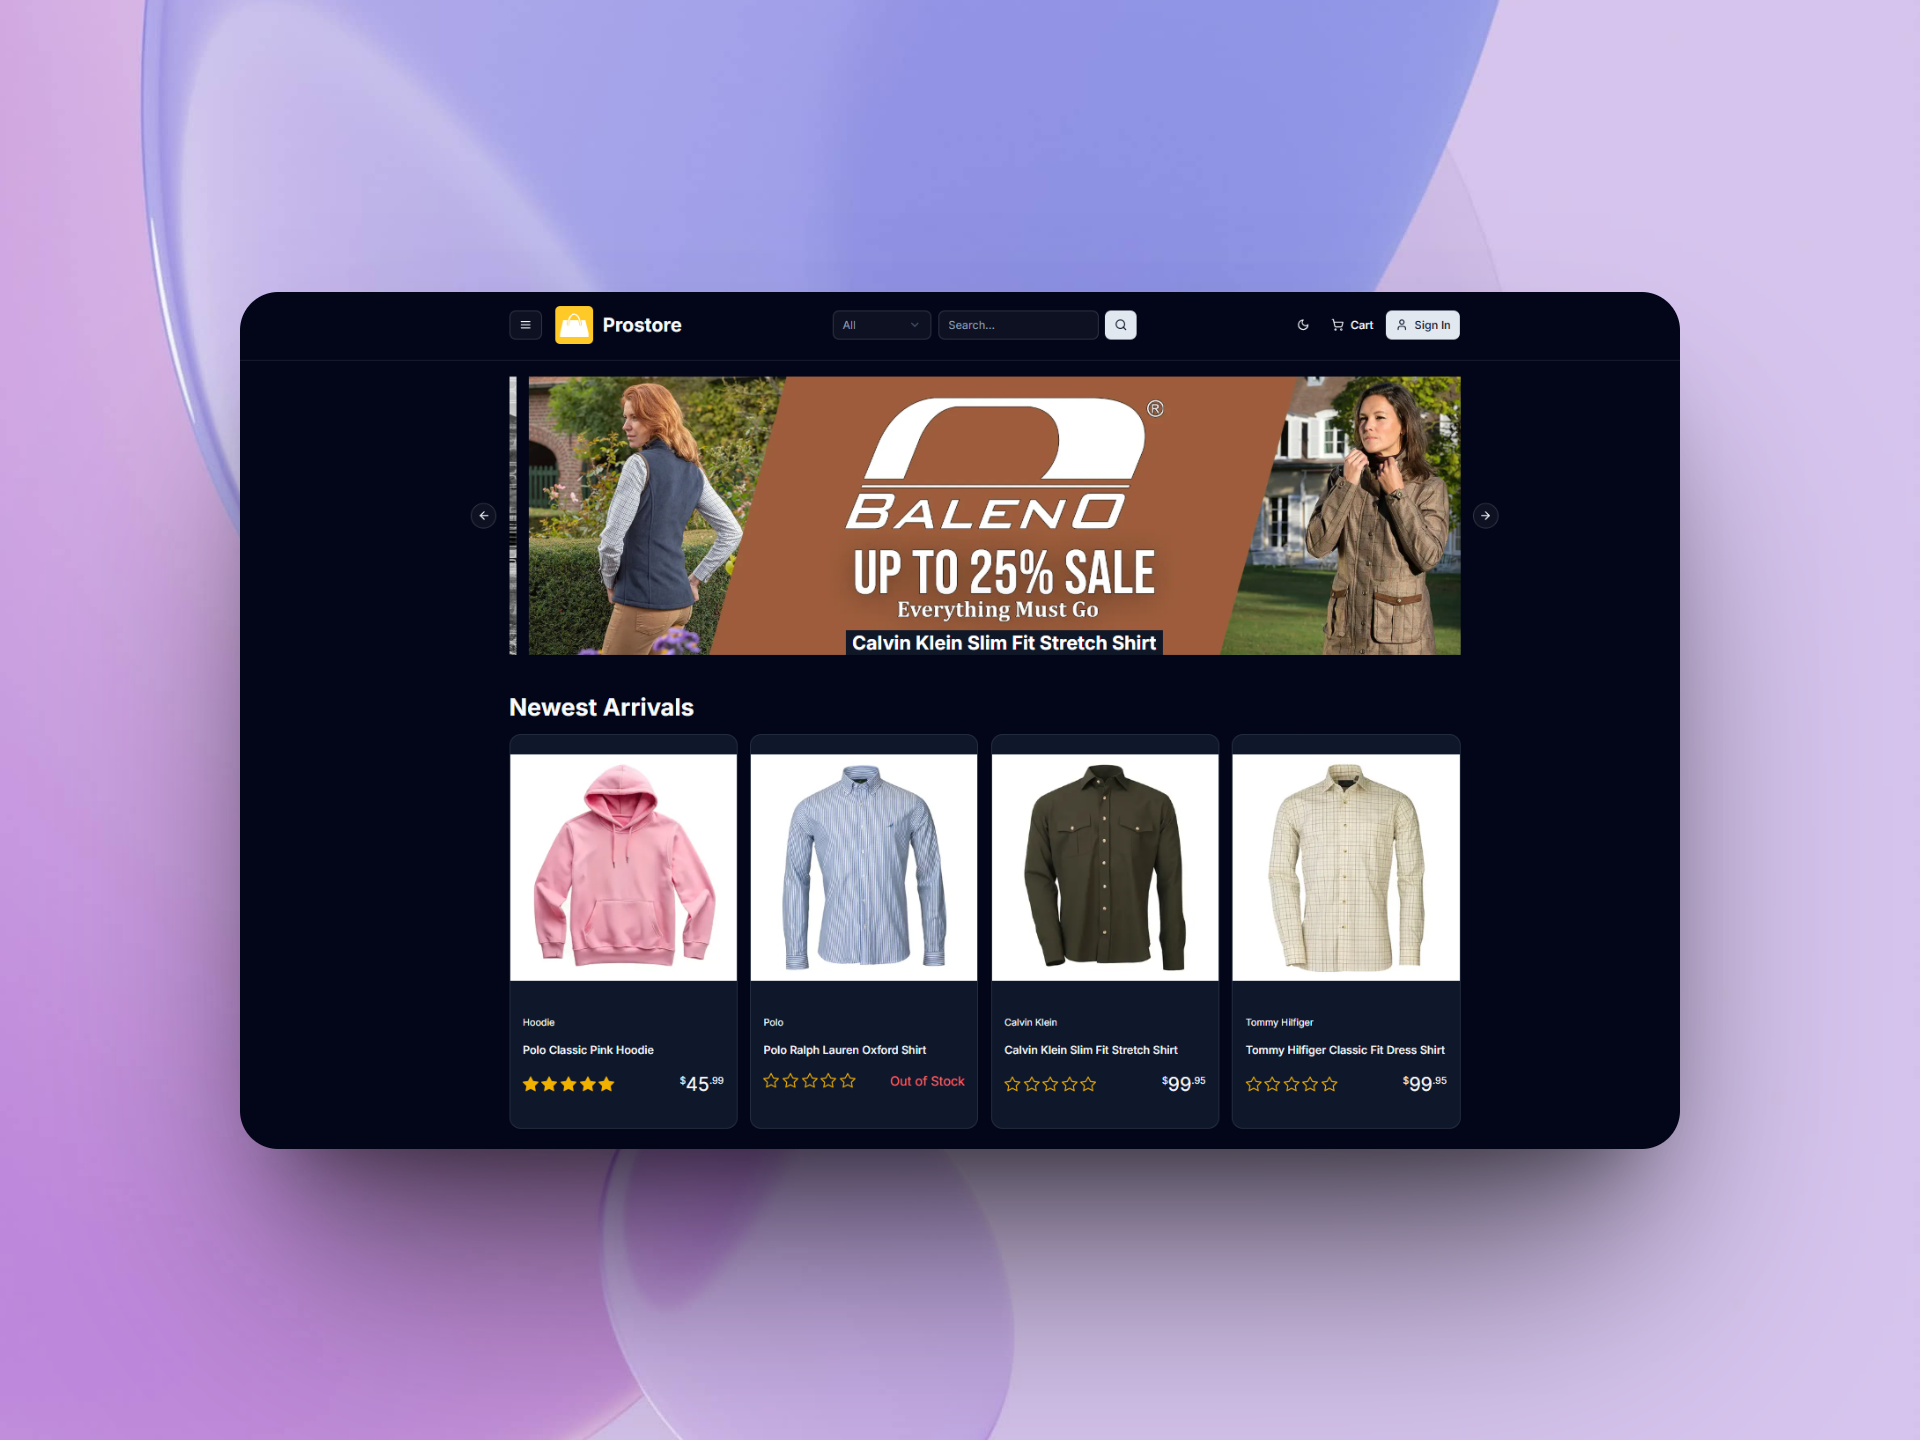 Prostore
All
Search...
Cart
Sign In
®
BALENO
UP TO 25% SALE
Everything Must Go
Calvin Klein Slim Fit Stretch Shirt
Newest Arrivals
Hoodie
Polo Classic Pink Hoodie
$45.99
Polo
Polo Ralph Lauren Oxford Shirt
Out of Stock
Calvin Klein
Calvin Klein Slim Fit Stretch Shirt
$99.95
Tommy Hilfiger
Tommy Hilfiger Classic Fit Dress Shirt
$99.95